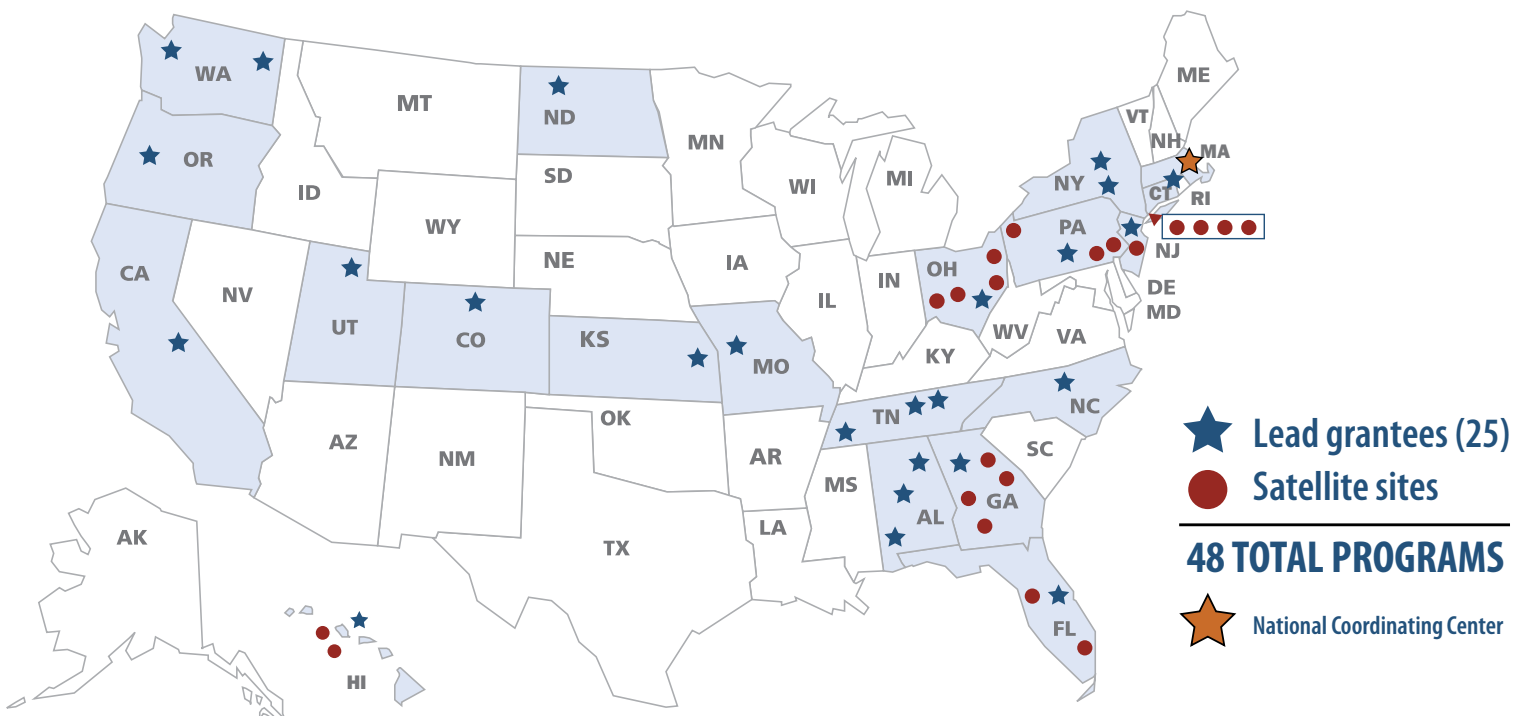 ME
WA
MT
ND
VT
MN
NH
MA
OR
SD
WI
MI
NY
CT
ID
RI
WY
PA
NJ
CA
NE
IA
OH
NV
IN
DE
IL
MD
UT
CO
KS
WV
VA
KY
MO
NC
TN
OK
AZ
NM
AR
SC
MS
GA
AL
LA
AK
TX
FL
HI
Lead grantees (25)
Satellite sites
48 TOTAL PROGRAMS
National Coordinating Center